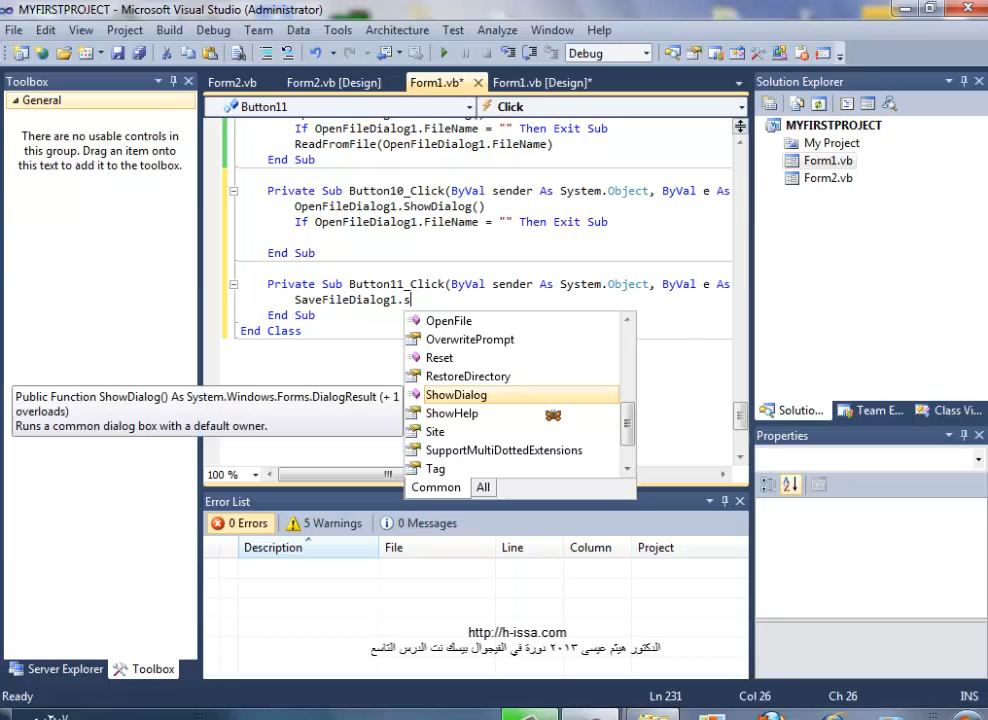 MYFIRSTPROJECT - Microsoft Visual Studio (Administrator)
File Edit View Project Build Debug Team Data Tools Architecture Test Analyze Window Help
Debug
Toolbox
General
There are no usable controls in
this group. Drag an item onto
this text to add it to the toolbox.
Server Explorer Toolbox
Form2.vb Form2.vb [Design] Form1.vb* Form1.vb [Design]*
Button11 Click
If OpenFileDialog1.FileName = "" Then Exit Sub
ReadFromFile(OpenFileDialog1.FileName)
End Sub
Private Sub Button10_Click(ByVal sender As System.Object, ByVal e As
OpenFileDialog1.ShowDialog()
If OpenFileDialog1.FileName = "" Then Exit Sub
End Sub
Private Sub Button11_Click(ByVal sender As System.Object, ByVal e As
SaveFileDialog1.s
End Sub
End Class
OpenFile
OverwritePrompt
Reset
RestoreDirectory
ShowDialog
ShowHelp
Site
SupportMultiDottedExtensions
Tag
Common All
Public Function ShowDialog() As System.Windows.Forms.DialogResult (+ 1
overloads)
Runs a common dialog box with a default owner.
100 %
Error List
0 Errors 5 Warnings 0 Messages
Description File Line Column Project
http://h-issa.com
الدكتور هيثم عيسى ٢٠١٣ دورة في الفيجوال بيسك نت الدرس التاسع
Solution Explorer
MYFIRSTPROJECT
My Project
Form1.vb
Form2.vb
Solutio... Team E... Class Vi...
Properties
Ready Ln 231 Col 26 Ch 26 INS